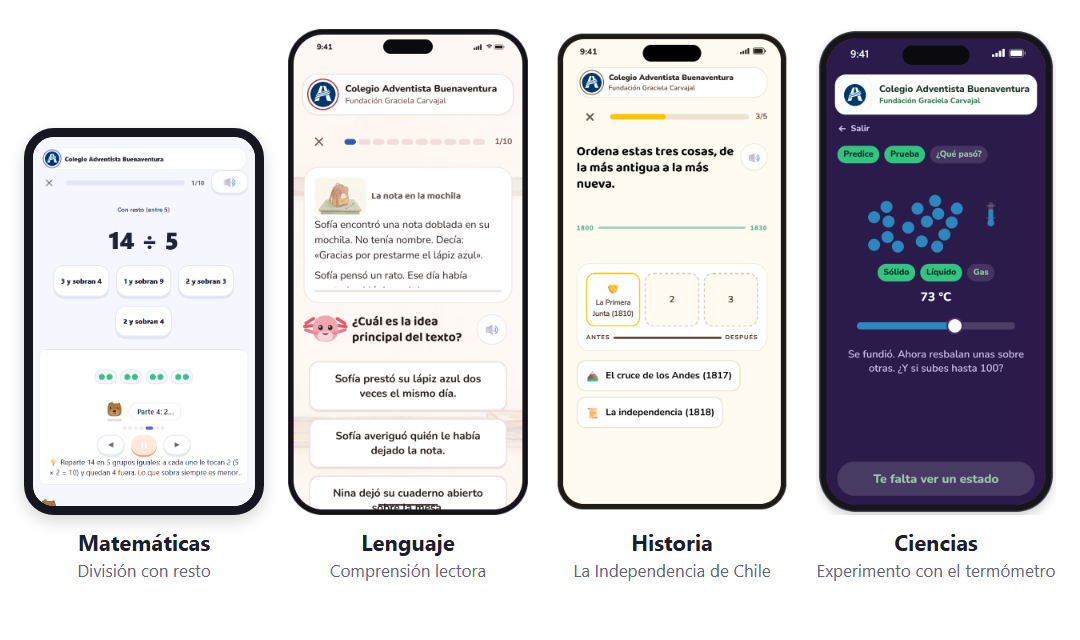 Colegio Adventista Buenaventura
1/10
Con resto (entre 5)
14 ÷ 5
3 y sobran 4
1 y sobran 9
2 y sobran 3
2 y sobran 4
Parte 4: 2...
Reparte 14 en 5 grupos iguales: a cada uno le tocan 2 (5
× 2 = 10) y quedan 4 fuera. Lo que sobra siempre es menor...
Matemáticas
División con resto
9:41
Colegio Adventista Buenaventura
Fundación Graciela Carvajal
1/10
La nota en la mochila
Sofía encontró una nota doblada en su
mochila. No tenía nombre. Decía:
«Gracias por prestarme el lápiz azul».
Sofía pensó un rato. Ese día había
¿Cuál es la idea
principal del texto?
Sofía prestó su lápiz azul dos
veces el mismo día.
Sofía averiguó quién le había
dejado la nota.
Nina dejó su cuaderno abierto
sobre la mesa.
Lenguaje
Comprensión lectora
9:41
Colegio Adventista Buenaventura
Fundación Graciela Carvajal
3/5
Ordena estas tres cosas, de
la más antigua a la más
nueva.
1800
1830
La Primera
Junta (1810)
2
3
ANTES
DESPUÉS
El cruce de los Andes (1817)
La independencia (1818)
Historia
La Independencia de Chile
9:41
Colegio Adventista Buenaventura
Fundación Graciela Carvajal
← Salir
Predice
Prueba
¿Qué pasó?
Sólido
Líquido
Gas
73 °C
Se fundió. Ahora resbalan unas sobre
otras. ¿Y si subes hasta 100?
Te falta ver un estado
Ciencias
Experimento con el termómetro